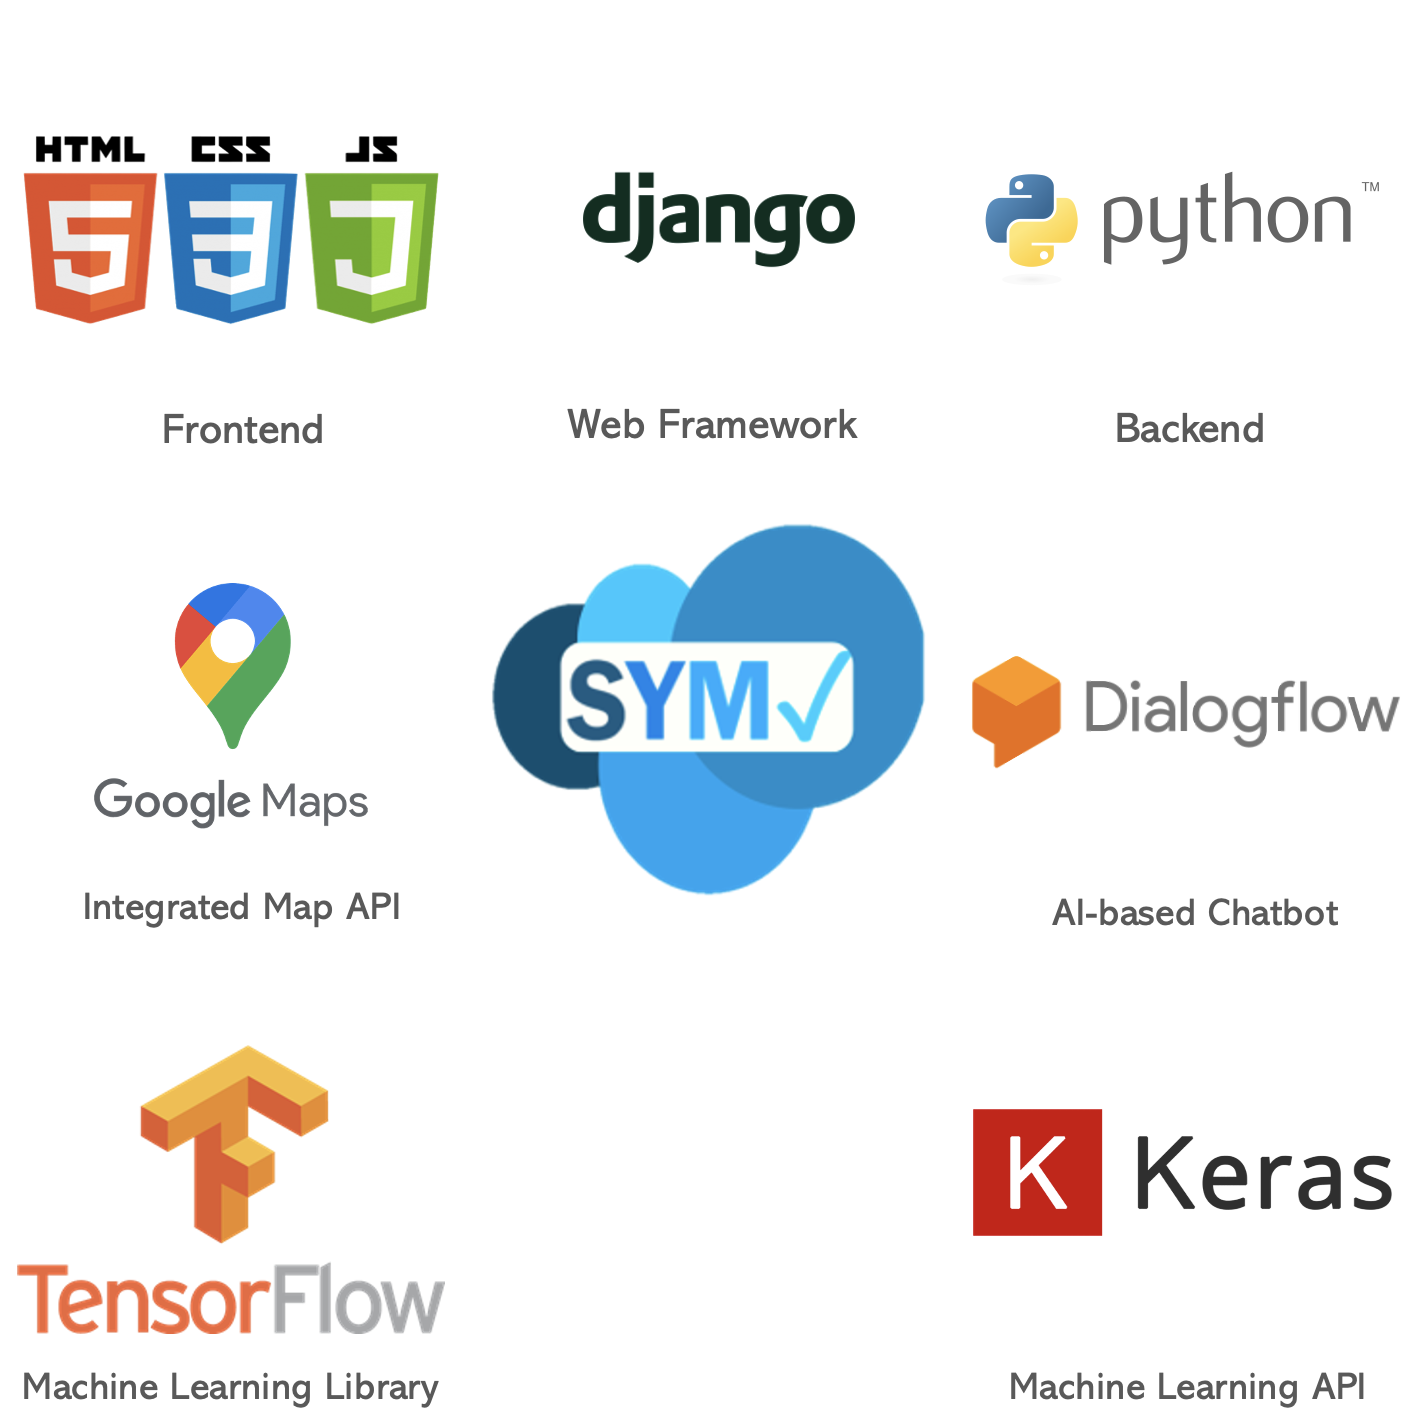 HTML CSS JS
5 3 J
django
python™
Frontend
Web Framework
Backend
SYM
Google Maps
Dialogflow
Integrated Map API
AI-based Chatbot
K Keras
TensorFlow
Machine Learning Library
Machine Learning API